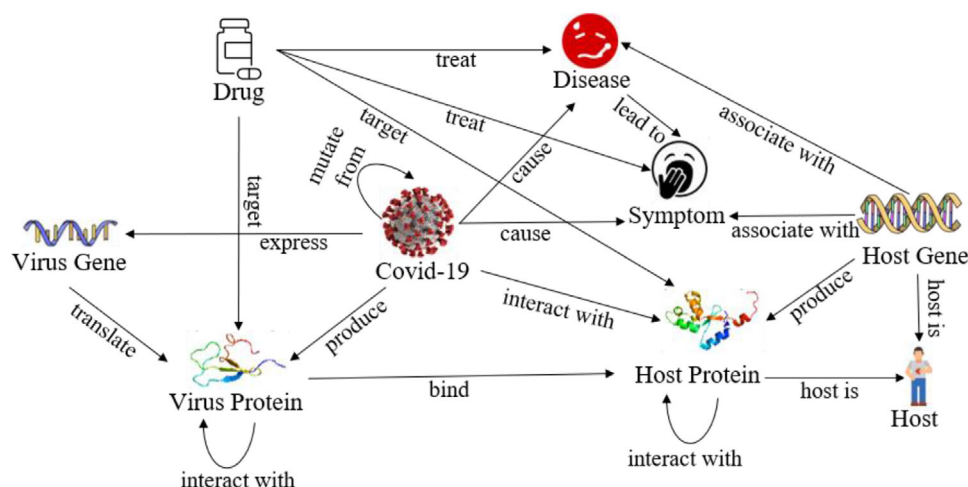 treat
Drug
Disease
target
treat
lead to
associate with
mutate
from
cause
target
Symptom
express
cause
associate with
Virus Gene
Covid-19
Host Gene
translate
produce
interact with
produce
host is
Virus Protein
bind
Host Protein
host is
Host
interact with
interact with